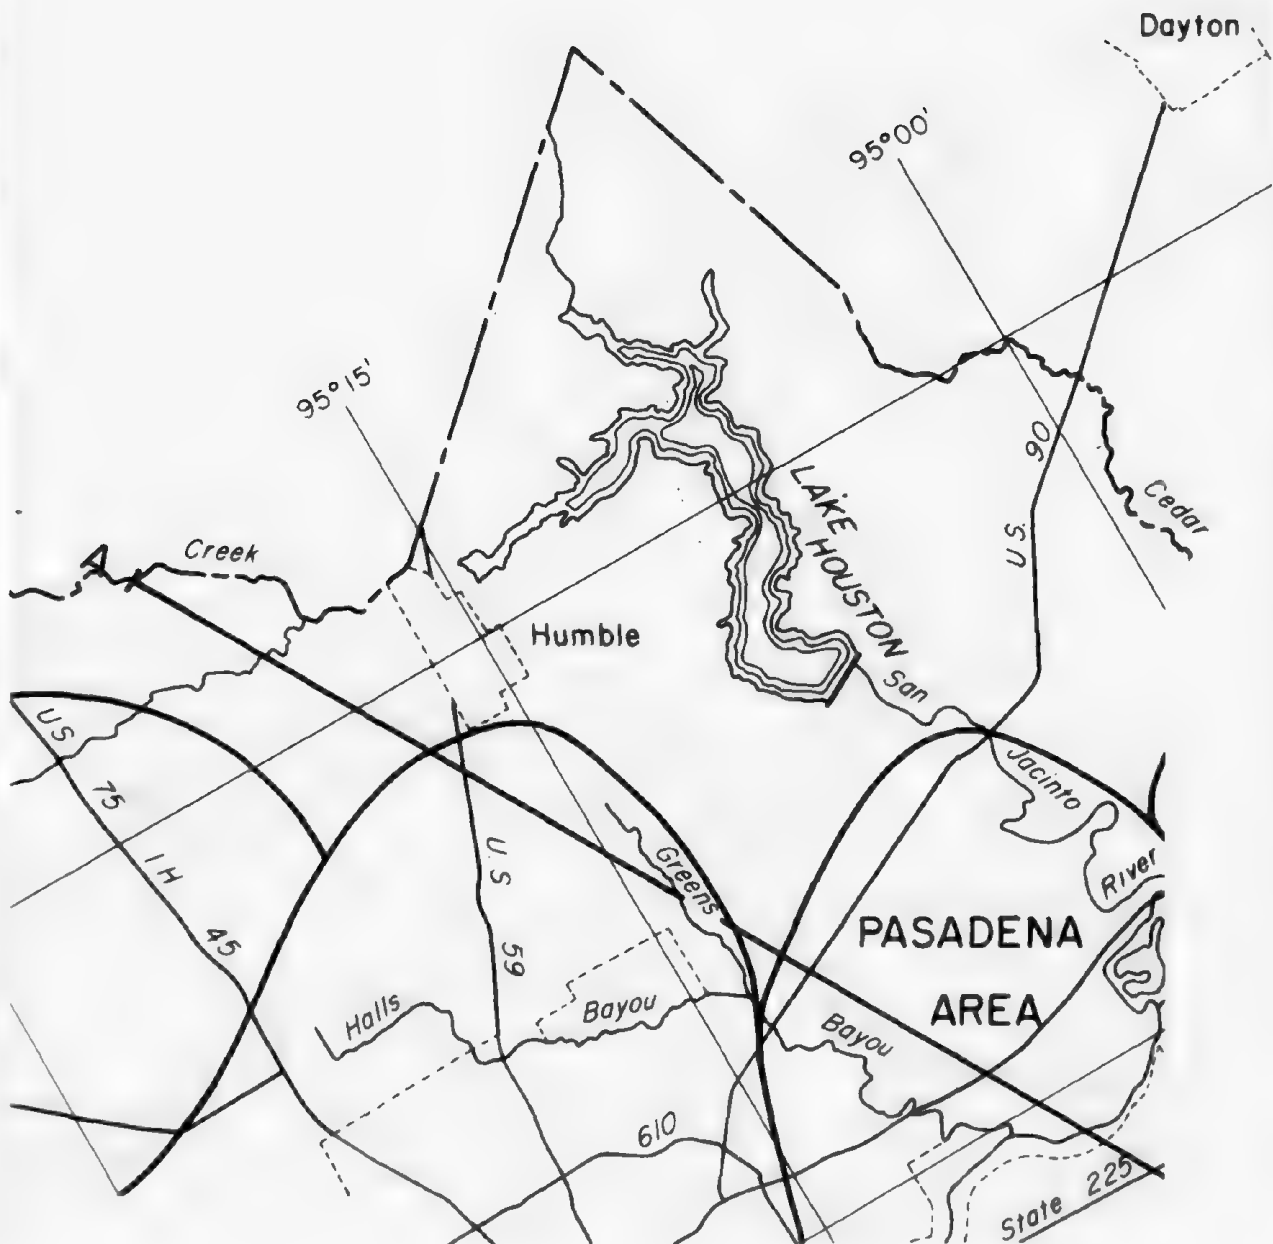 Dayton
95°00'
95°15'
U.S. 90
Cedar
LAKE
HOUSTON
A
Creek
Humble
San
Jacinto
River
US
75
IH
45
U.S
59
Greens
Bayou
Halls
Bayou
PASADENA
AREA
610
State 225